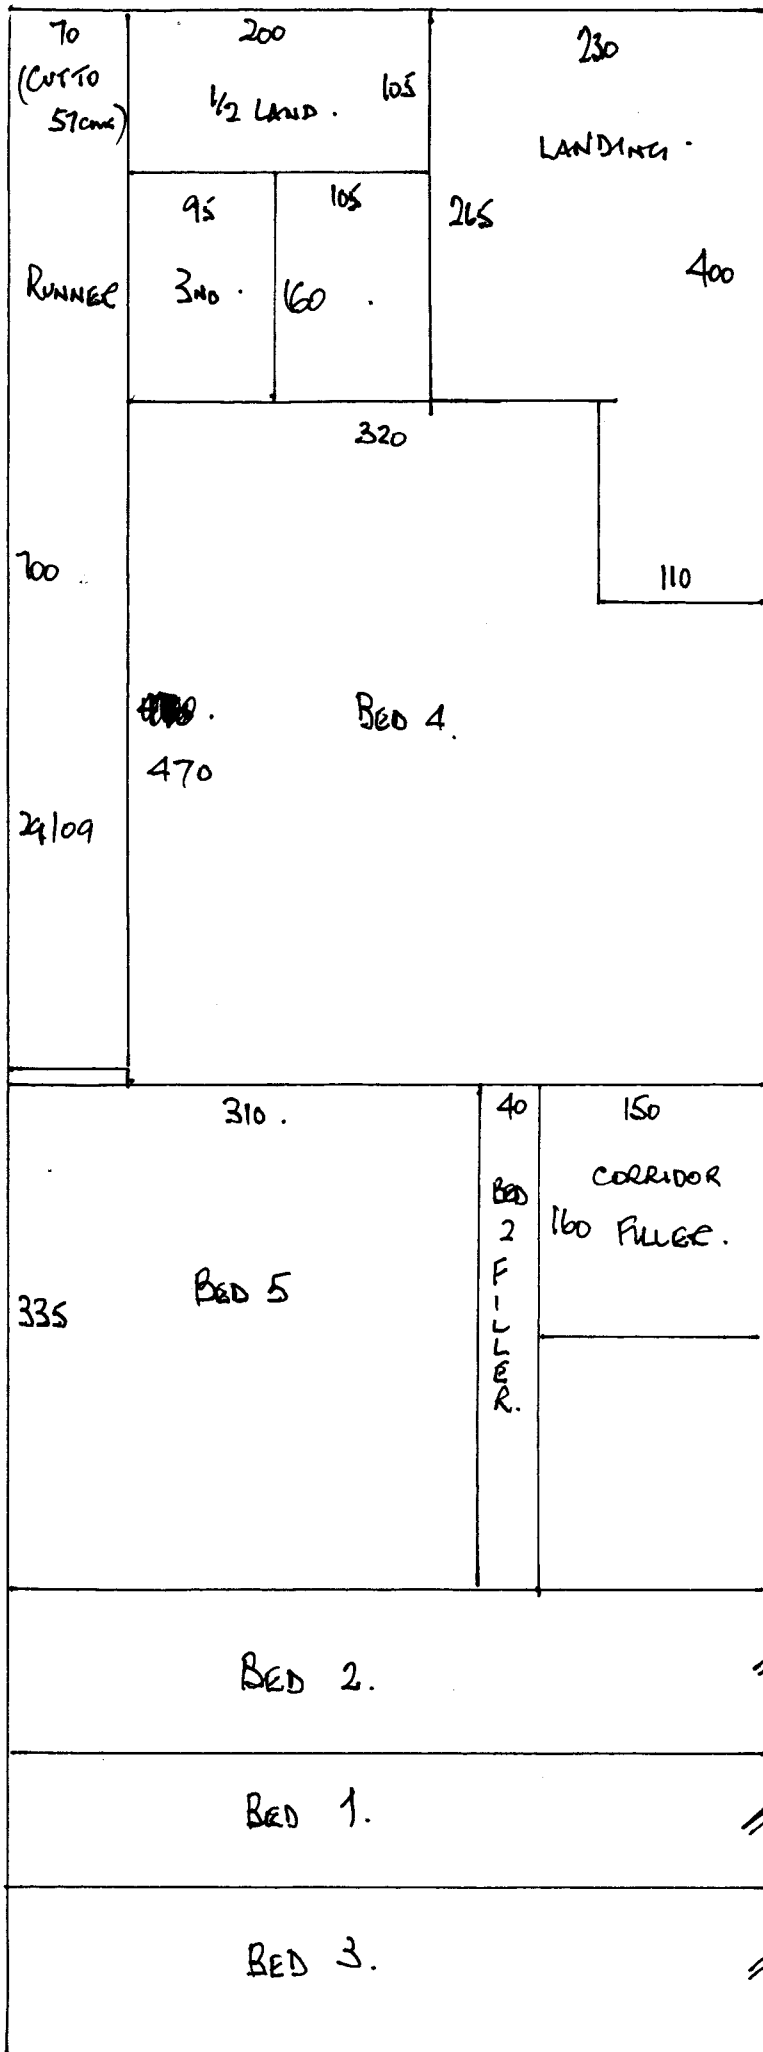 70
(CUT TO
57cms)
RUNNER
700
24/09
200
1/2 LAND.
105
95
3ND.
105
160
230
LANDING.
265
400
110
320
BED 4.
470
310.
BED 5
335
40
BED
2
F
I
L
L
E
R.
150
CORRIDOR
160 FILLER.
BED 2.
BED 1.
BED 3.